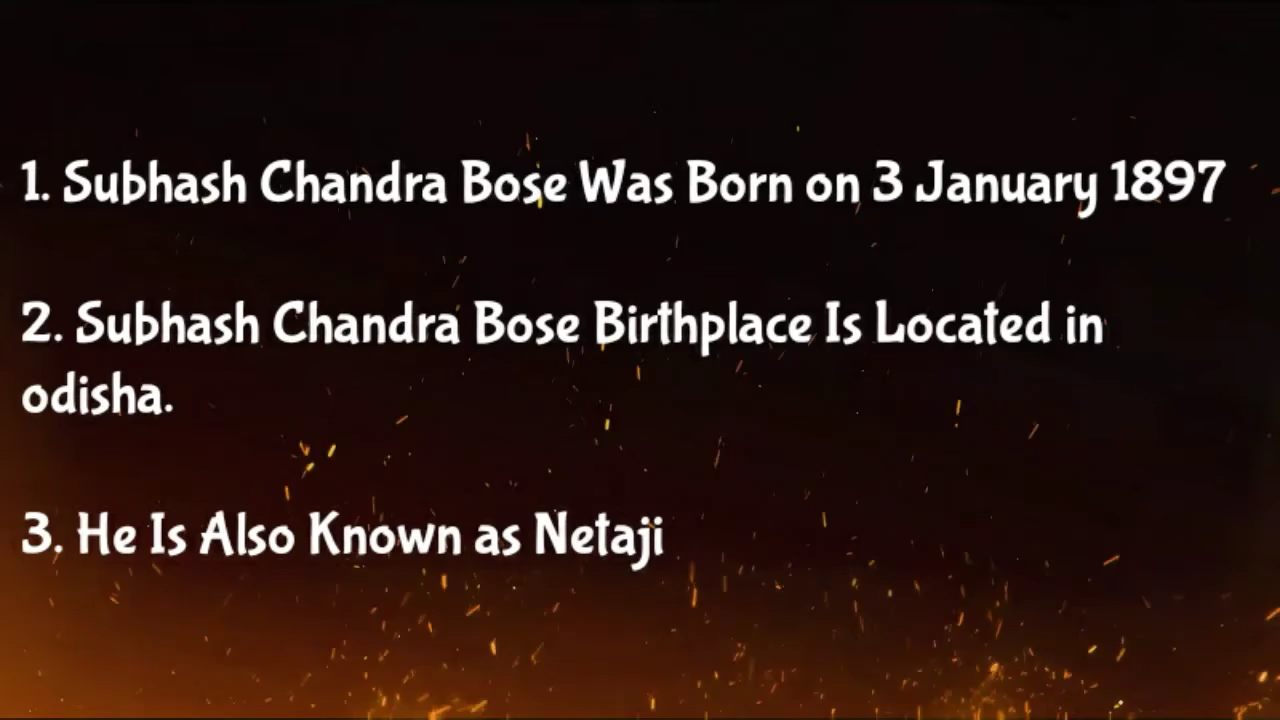 1. Subhash Chandra Bose Was Born on 3 January 1897
2. Subhash Chandra Bose Birthplace Is Located in
odisha.
3. He Is Also Known as Netaji